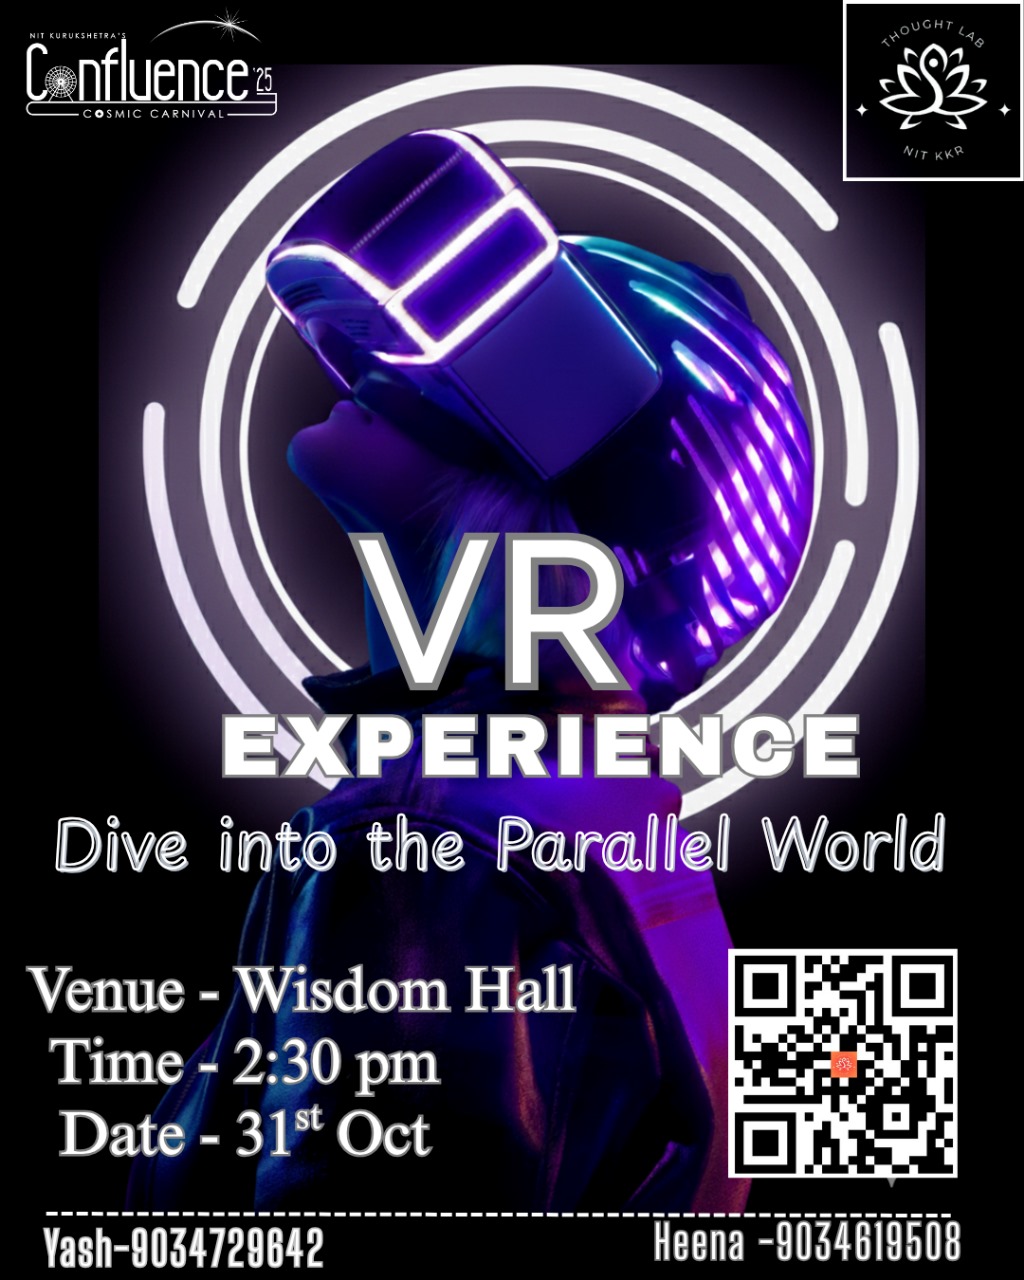 NIT KURUKSHETRA'S
Confluence '25
COSMIC CARNIVAL
THOUGHT LAB
NIT KKR
VR
EXPERIENCE
Dive into the Parallel World
Venue - Wisdom Hall
Time - 2:30 pm
Date - 31st Oct
Yash-9034729642
Heena -9034619508